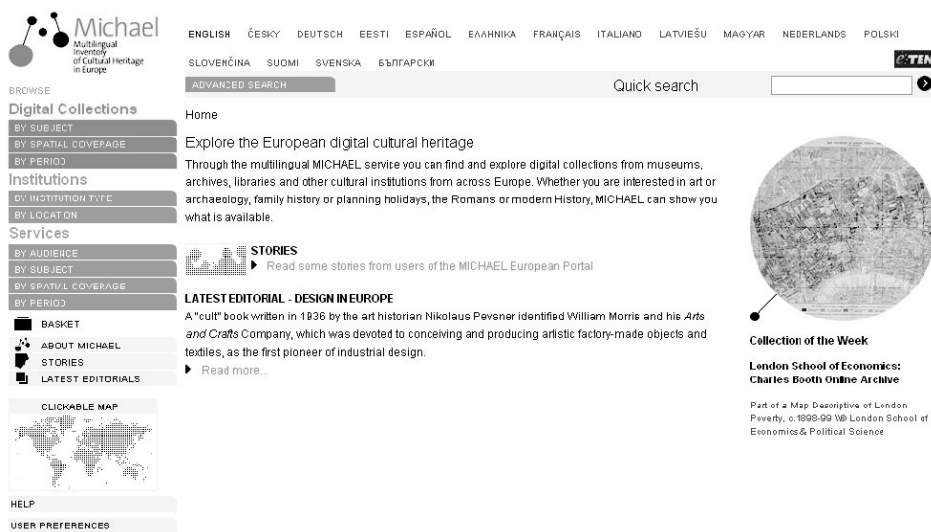 Michael
Multilingual
Inventory
of Cultural Heritage
in Europe
ENGLISH ČESKY DEUTSCH EESTI ESPAÑOL ΕΛΛΗΝΙΚΑ FRANÇAIS ITALIANO LATVIEŠU MAGYAR NEDERLANDS POLSKI
SLOVENČINA SUOMI SVENSKA БЪЛГАРСКИ
eTEN
ADVANCED SEARCH
Quick search
BROWSE
Digital Collections
BY SUBJECT
BY SPATIAL COVERAGE
BY PERIOD
Institutions
BY INSTITUTION TYPE
BY LOCATION
Services
BY AUDIENCE
BY SUBJECT
BY SPATIAL COVERAGE
BY PERIOD
BASKET
ABOUT MICHAEL
STORIES
LATEST EDITORIALS
CLICKABLE MAP
HELP
USER PREFERENCES
Home
Explore the European digital cultural heritage
Through the multilingual MICHAEL service you can find and explore digital collections from museums,
archives, libraries and other cultural institutions from across Europe. Whether you are interested in art or
archaeology, family history or planning holidays, the Romans or modern History, MICHAEL can show you
what is available.
STORIES
Read some stories from users of the MICHAEL European Portal
LATEST EDITORIAL - DESIGN IN EUROPE
A "cult" book written in 1936 by the art historian Nikolaus Pevsner identified William Morris and his Arts
and Crafts Company, which was devoted to conceiving and producing artistic factory-made objects and
textiles, as the first pioneer of industrial design.
Read more...
Collection of the Week
London School of Economics:
Charles Booth Online Archive
Part of a Map Descriptive of London
Poverty, c.1898-99 © London School of
Economics & Political Science